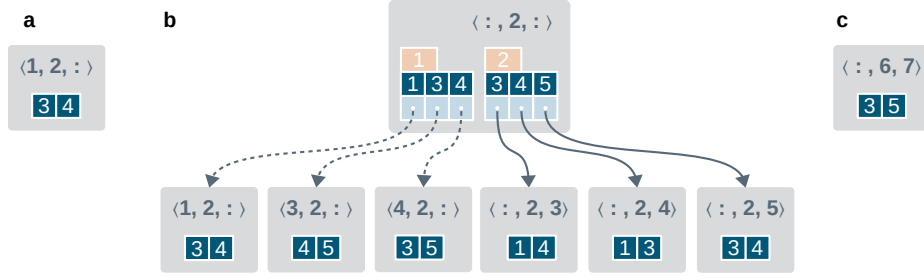 a
b
c
⟨1, 2, : ⟩
3 4
⟨ : , 2, : ⟩
1
2
1 3 4
3 4 5
⟨ : , 6, 7⟩
3 5
⟨1, 2, : ⟩
⟨3, 2, : ⟩
⟨4, 2, : ⟩
⟨ : , 2, 3⟩
⟨ : , 2, 4⟩
⟨ : , 2, 5⟩
3 4
4 5
3 5
1 4
1 3
3 4